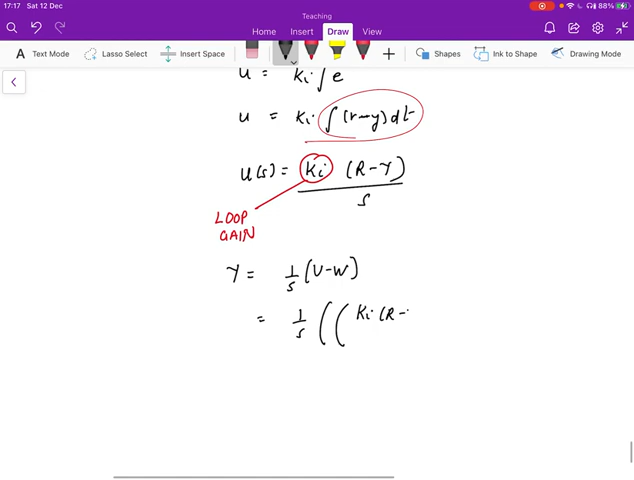 17:17 Sat 12 Dec
Teaching
88%
Home Insert Draw View
A Text Mode Lasso Select Insert Space Shapes Ink to Shape Drawing Mode
u = Ki ∫ e
u = Ki ∫ (r-y) dt
U(s) = Ki (R-Y)
s
LOOP
GAIN
Y = 1/s (U-W)
= 1/s ( ( Ki (R -